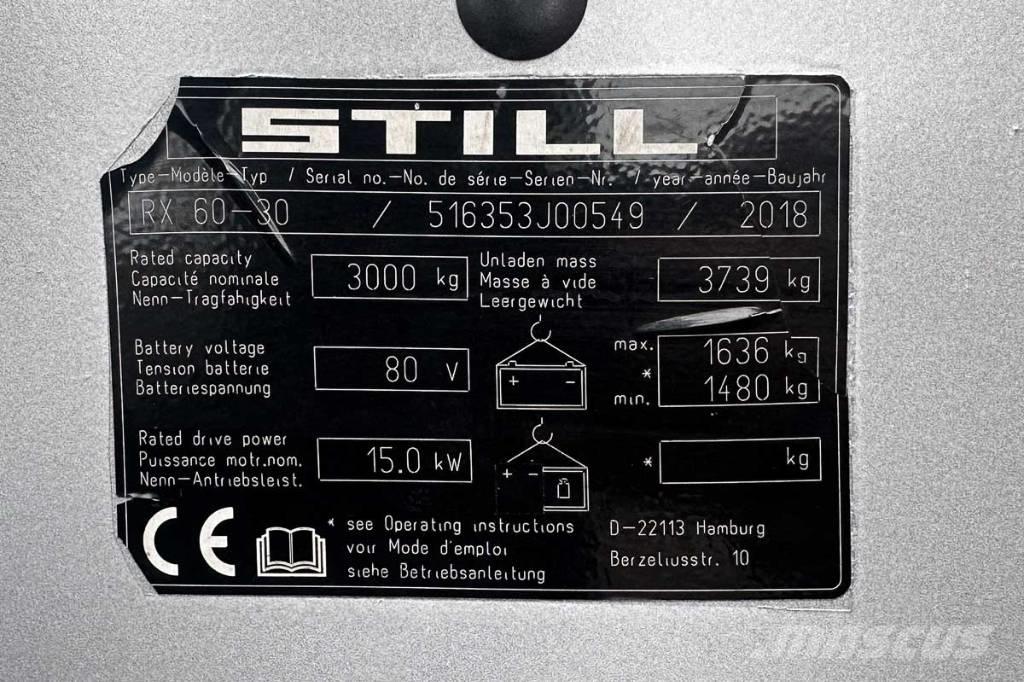 STILL
Type-Modèle-Typ / Serial no.-No. de série-Serien-Nr. / year-année-Baujahr
RX 60-30 / 516353J00549 / 2018
Rated capacity
Capacité nominale
Nenn-Tragfähigkeit
3000 kg
Unladen mass
Masse à vide
Leergewicht
3739 kg
Battery voltage
Tension batterie
Batteriespannung
80 V
+ -
max. 1636 kg
*
min. 1480 kg
Rated drive power
Puissance motr.nom.
Nenn-Antriebsleist.
15.0 kW
+ -
* kg
CE
* see Operating instructions
voir Mode d'emploi
siehe Betriebsanleitung
D-22113 Hamburg
Berzeliusstr. 10
mascus